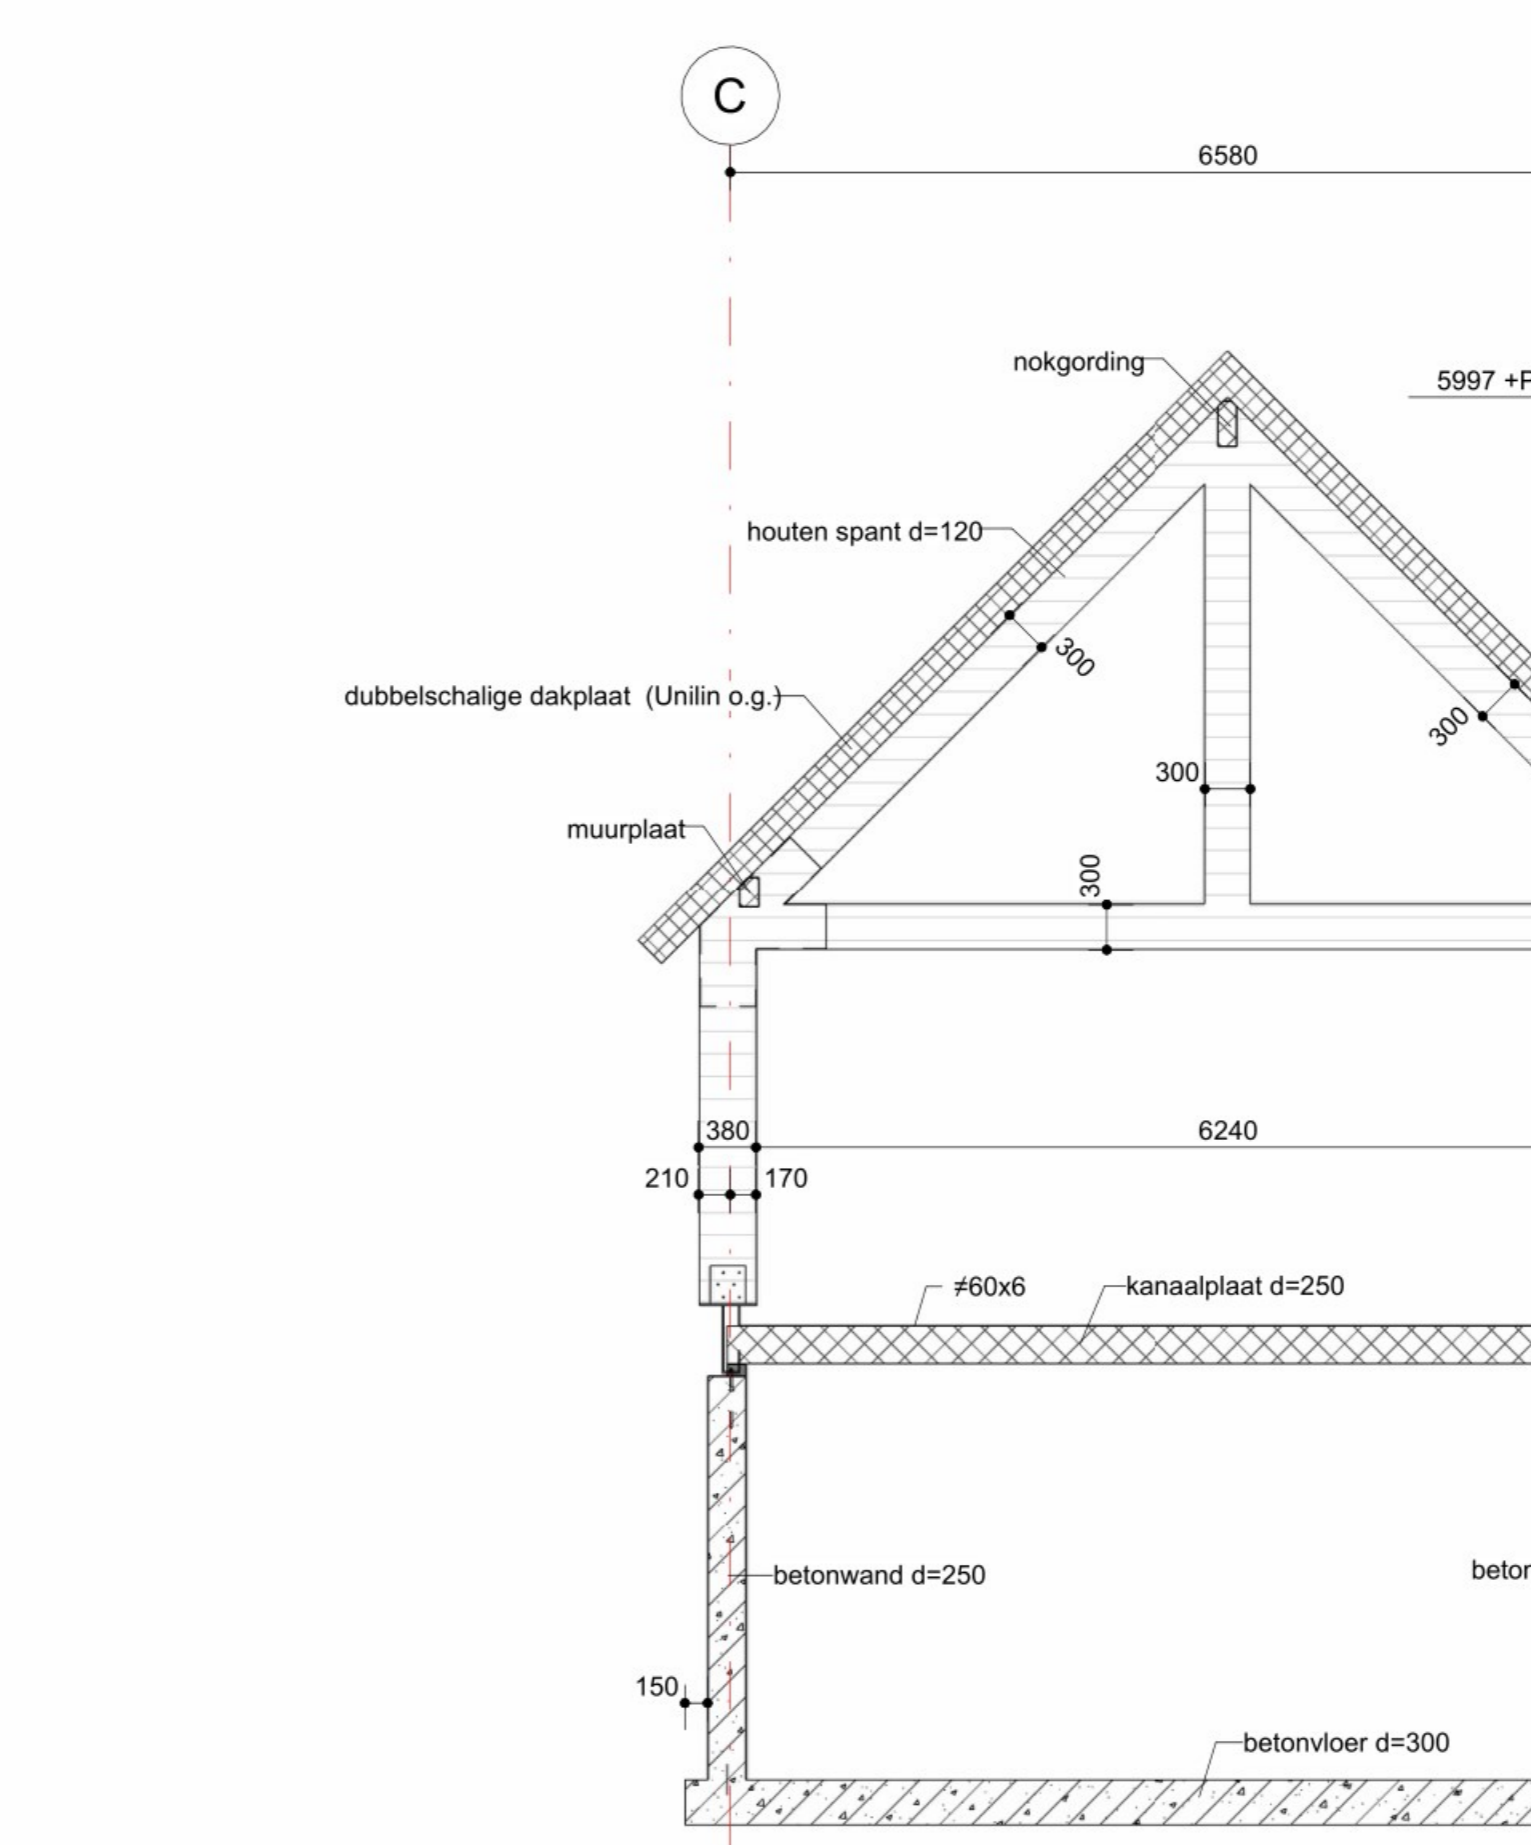 C
6580
nokgording
5997 +P
houten spant d=120
300
dubbelschalige dakplaat (Unilin o.g.)
300
300
muurplaat
300
380
6240
210
170
≠60x6
kanaalplaat d=250
betonwand d=250
beton
150
betonvloer d=300